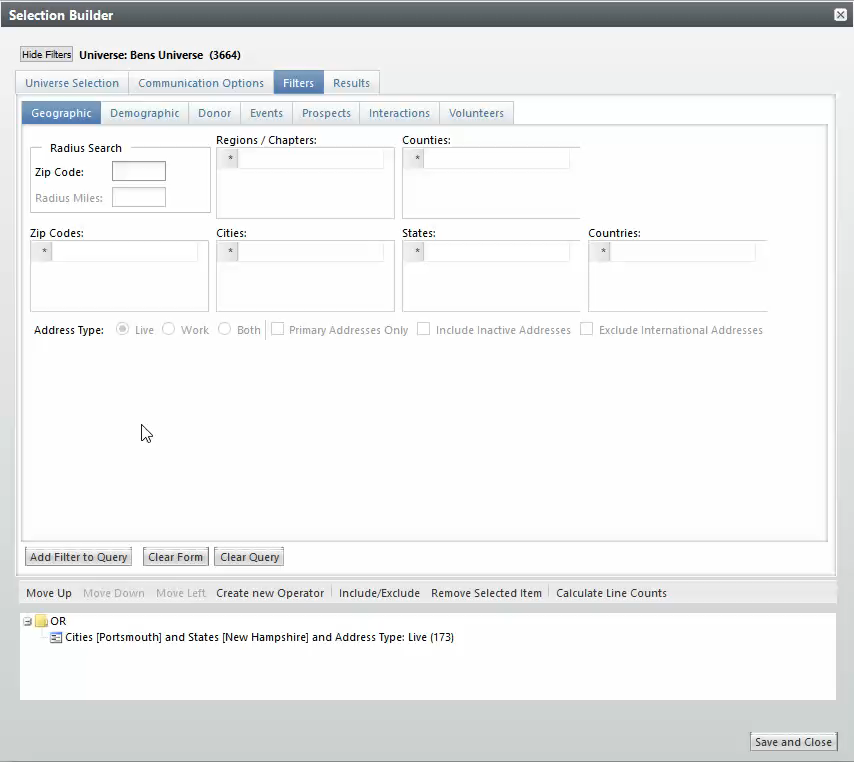 Selection Builder
Hide Filters Universe: Bens Universe (3664)
Universe Selection Communication Options Filters Results
Geographic Demographic Donor Events Prospects Interactions Volunteers
Radius Search
Zip Code:
Radius Miles:
Regions / Chapters:
*
Counties:
*
Zip Codes:
*
Cities:
*
States:
*
Countries:
*
Address Type: Live Work Both Primary Addresses Only Include Inactive Addresses Exclude International Addresses
Add Filter to Query Clear Form Clear Query
Move Up Move Down Move Left Create new Operator Include/Exclude Remove Selected Item Calculate Line Counts
OR
Cities [Portsmouth] and States [New Hampshire] and Address Type: Live (173)
Save and Close